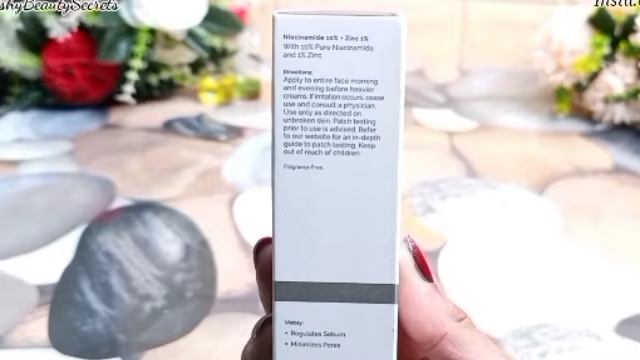 shyBeautySecrets
Insta.
Niacinamide 10% + Zinc 1%
With 10% Pure Niacinamide
and 1% Zinc.
Directions:
Apply to entire face morning
and evening before heavier
creams. If irritation occurs, cease
use and consult a physician.
Use only as directed on
unbroken skin. Patch testing
prior to use is advised. Refer
to our website for an in-depth
guide to patch testing. Keep
out of reach of children.
Fragrance Free.
Visibly:
• Regulates Sebum
• Minimizes Pores